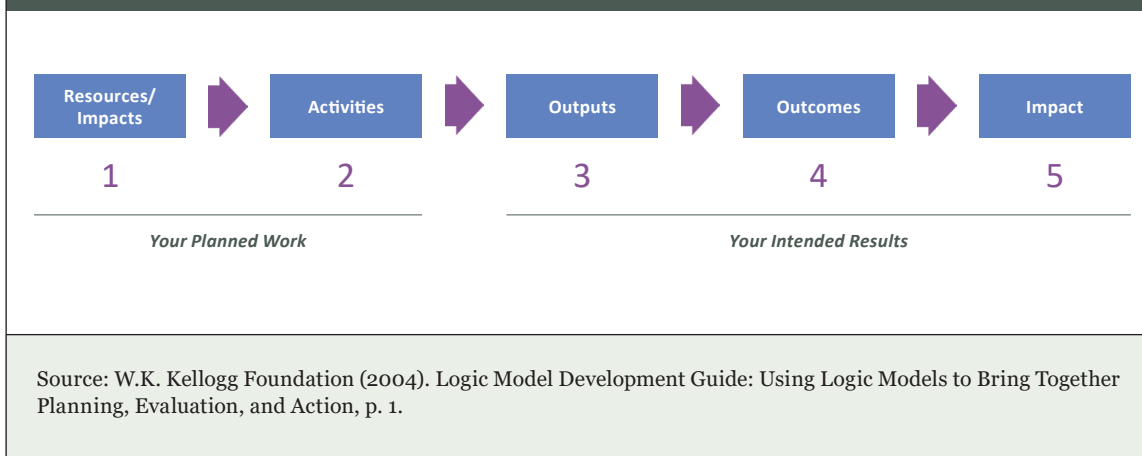 Resources/
Impacts
Activities
Outputs
Outcomes
Impact
1
2
3
4
5
Your Planned Work
Your Intended Results
Source: W.K. Kellogg Foundation (2004). Logic Model Development Guide: Using Logic Models to Bring Together
Planning, Evaluation, and Action, p. 1.